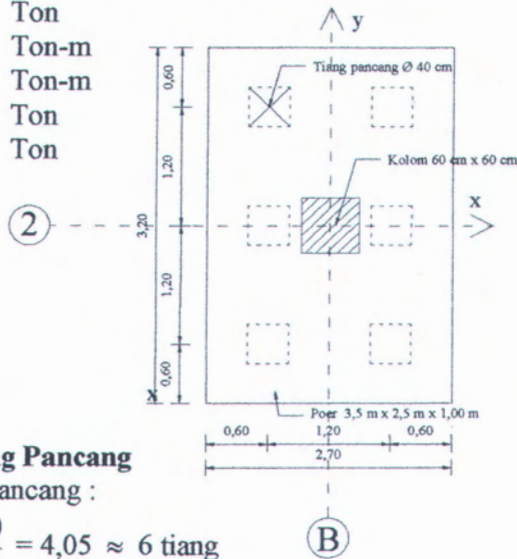 Ton
Ton-m
Ton-m
Ton
Ton
y
0,60
Tiang pancang Ø 40 cm
1,20
Kolom 60 cm x 60 cm
x
2
3,20
1,20
x
0,60
Poer 3,5 m x 2,5 m x 1,00 m
0,60 1,20 0,60
2,70
g Pancang
ancang :
= 4,05 ≈ 6 tiang
B